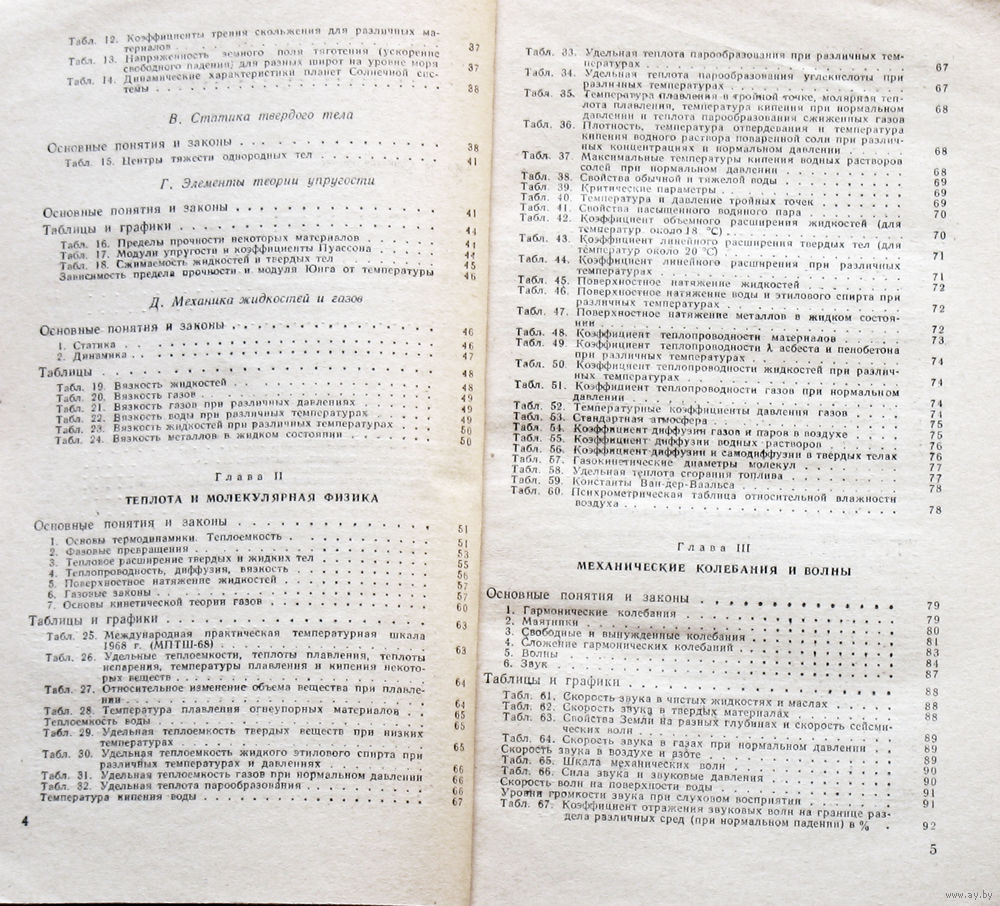 Табл. 12. Коэффициенты трения скольжения для различных ма-
териалов . . . 37
Табл. 13. Напряженность земного поля тяготения (ускорение
свободного падения) для разных широт на уровне моря 37
Табл. 14. Динамические характеристики планет Солнечной сис-
темы . . . 38
В. Статика твердого тела
Основные понятия и законы . . . 38
Табл. 15. Центры тяжести однородных тел . . . 41
Г. Элементы теории упругости
Основные понятия и законы . . . 41
Таблицы и графики . . . 44
Табл. 16. Пределы прочности некоторых материалов . . . 44
Табл. 17. Модули упругости и коэффициенты Пуассона . . . 44
Табл. 18. Сжимаемость жидкостей и твердых тел . . . 45
Зависимость предела прочности и модуля Юнга от температуры 46
Д. Механика жидкостей и газов
Основные понятия и законы . . . 46
1. Статика . . . 46
2. Динамика . . . 47
Таблицы . . . 48
Табл. 19. Вязкость жидкостей . . . 48
Табл. 20. Вязкость газов . . . 49
Табл. 21. Вязкость газов при различных давлениях . . . 49
Табл. 22. Вязкость воды при различных температурах . . . 49
Табл. 23. Вязкость жидкостей при различных температурах . . . 50
Табл. 24. Вязкость металлов в жидком состоянии . . . 50
Глава II
ТЕПЛОТА И МОЛЕКУЛЯРНАЯ ФИЗИКА
Основные понятия и законы . . . 51
1. Основы термодинамики. Теплоемкость . . . 51
2. Фазовые превращения . . . 53
3. Тепловое расширение твердых и жидких тел . . . 55
4. Теплопроводность, диффузия, вязкость . . . 56
5. Поверхностное натяжение жидкостей . . . 57
6. Газовые законы . . . 57
7. Основы кинетической теории газов . . . 60
Таблицы и графики . . . 63
Табл. 25. Международная практическая температурная шкала
1968 г. (МПТШ-68) . . . 63
Табл. 26. Удельные теплоемкости, теплоты плавления, теплоты
испарения, температуры плавления и кипения некото-
рых веществ . . . 64
Табл. 27. Относительное изменение объема вещества при плавле-
нии . . . 64
Табл. 28. Температура плавления огнеупорных материалов . . . 65
Теплоемкость воды . . . 65
Табл. 29. Удельная теплоемкость твердых веществ при низких
температурах . . . 65
Табл. 30. Удельная теплоемкость жидкого этилового спирта при
различных температурах и давлениях . . . 66
Табл. 31. Удельная теплоемкость газов при нормальном давлении 66
Табл. 32. Удельная теплота парообразования . . . 66
Температура кипения воды . . . 67
4
Табл. 33. Удельная теплота парообразования при различных тем-
пературах . . . 67
Табл. 34. Удельная теплота парообразования углекислоты при
различных температурах . . . 67
Табл. 35. Температура плавления в тройной точке, молярная теп-
лота плавления, температура кипения при нормальном
давлении и теплота парообразования сжиженных газов 68
Табл. 36. Плотность, температура отвердевания и температура
кипения водного раствора поваренной соли при различ-
ных концентрациях и нормальном давлении . . . 68
Табл. 37. Максимальные температуры кипения водных растворов
солей при нормальном давлении . . . 68
Табл. 38. Свойства обычной и тяжелой воды . . . 69
Табл. 39. Критические параметры . . . 69
Табл. 40. Температура и давление тройных точек . . . 69
Табл. 41. Свойства насыщенного водяного пара . . . 70
Табл. 42. Коэффициент объемного расширения жидкостей (для
температур около 18 °С) . . . 70
Табл. 43. Коэффициент линейного расширения твердых тел (для
температур около 20 °С) . . . 71
Табл. 44. Коэффициент линейного расширения при различных
температурах . . . 71
Табл. 45. Поверхностное натяжение жидкостей . . . 72
Табл. 46. Поверхностное натяжение воды и этилового спирта при
различных температурах . . . 72
Табл. 47. Поверхностное натяжение металлов в жидком состоя-
нии . . . 72
Табл. 48. Коэффициент теплопроводности материалов . . . 73
Табл. 49. Коэффициент теплопроводности λ асбеста и пенобетона
при различных температурах . . . 74
Табл. 50. Коэффициент теплопроводности жидкостей при различ-
ных температурах . . . 74
Табл. 51. Коэффициент теплопроводности газов при нормальном
давлении . . . 74
Табл. 52. Температурные коэффициенты давления газов . . . 74
Табл. 53. Стандартная атмосфера . . . 75
Табл. 54. Коэффициент диффузии газов и паров в воздухе . . . 75
Табл. 55. Коэффициент диффузии водных растворов . . . 76
Табл. 56. Коэффициент диффузии и самодиффузии в твердых телах 76
Табл. 57. Газокинетические диаметры молекул . . . 77
Табл. 58. Удельная теплота сгорания топлива . . . 77
Табл. 59. Константы Ван-дер-Ваальса . . . 78
Табл. 60. Психрометрическая таблица относительной влажности
воздуха . . . 78
Глава III
МЕХАНИЧЕСКИЕ КОЛЕБАНИЯ И ВОЛНЫ
Основные понятия и законы . . . 79
1. Гармонические колебания . . . 79
2. Маятники . . . 80
3. Свободные и вынужденные колебания . . . 81
4. Сложение гармонических колебаний . . . 83
5. Волны . . . 84
6. Звук . . . 87
Таблицы и графики . . . 88
Табл. 61. Скорость звука в чистых жидкостях и маслах . . . 88
Табл. 62. Скорость звука в твердых материалах . . . 88
Табл. 63. Свойства Земли на разных глубинах и скорость сейсми-
ческих волн . . . 89
Табл. 64. Скорость звука в газах при нормальном давлении . . . 89
Скорость звука в воздухе и азоте . . . 89
Табл. 65. Шкала механических волн . . . 90
Табл. 66. Сила звука и звуковые давления . . . 90
Скорость волн на поверхности воды . . . 91
Уровни громкости звука при слуховом восприятии . . . 91
Табл. 67. Коэффициент отражения звуковых волн на границе раз-
дела различных сред (при нормальном падении) в % . 92
5
www.ay.by